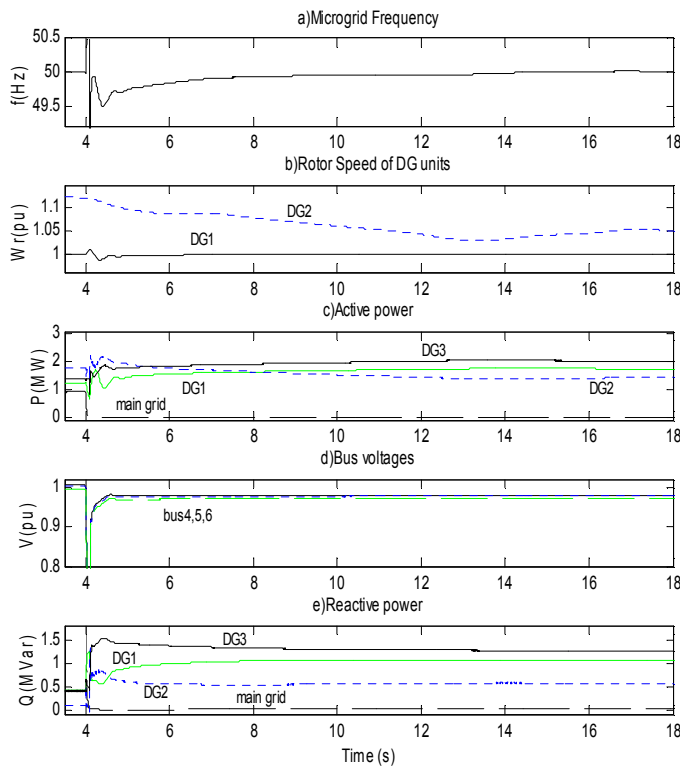 a)Microgrid Frequency
50.5
50
49.5
f(Hz)
4 6 8 10 12 14 16 18
b)Rotor Speed of DG units
1.1
1.05
1
Wr(pu)
DG2
DG1
4 6 8 10 12 14 16 18
c)Active power
3
2
1
0
P(MW)
DG3
DG1
DG2
main grid
4 6 8 10 12 14 16 18
d)Bus voltages
1
0.9
0.8
V(pu)
bus4,5,6
4 6 8 10 12 14 16 18
e)Reactive power
1.5
1
0.5
0
Q(MVar)
DG3
DG1
DG2
main grid
4 6 8 10 12 14 16 18
Time (s)